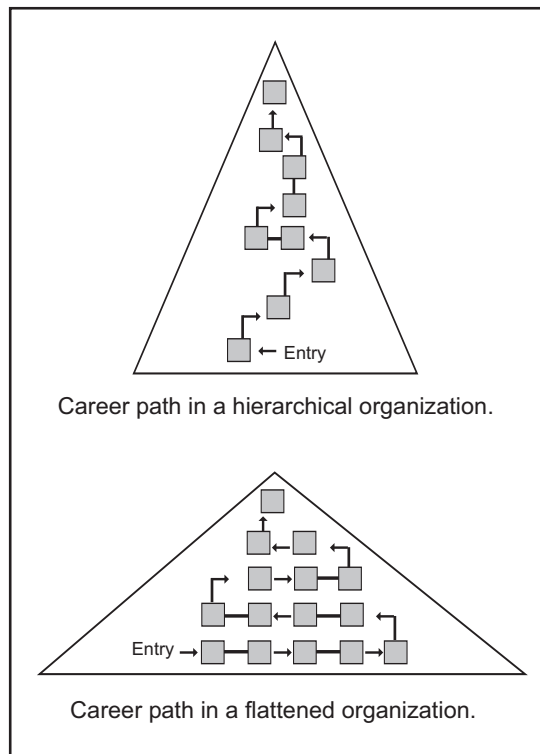 Entry
Career path in a hierarchical organization.
Entry
Career path in a flattened organization.